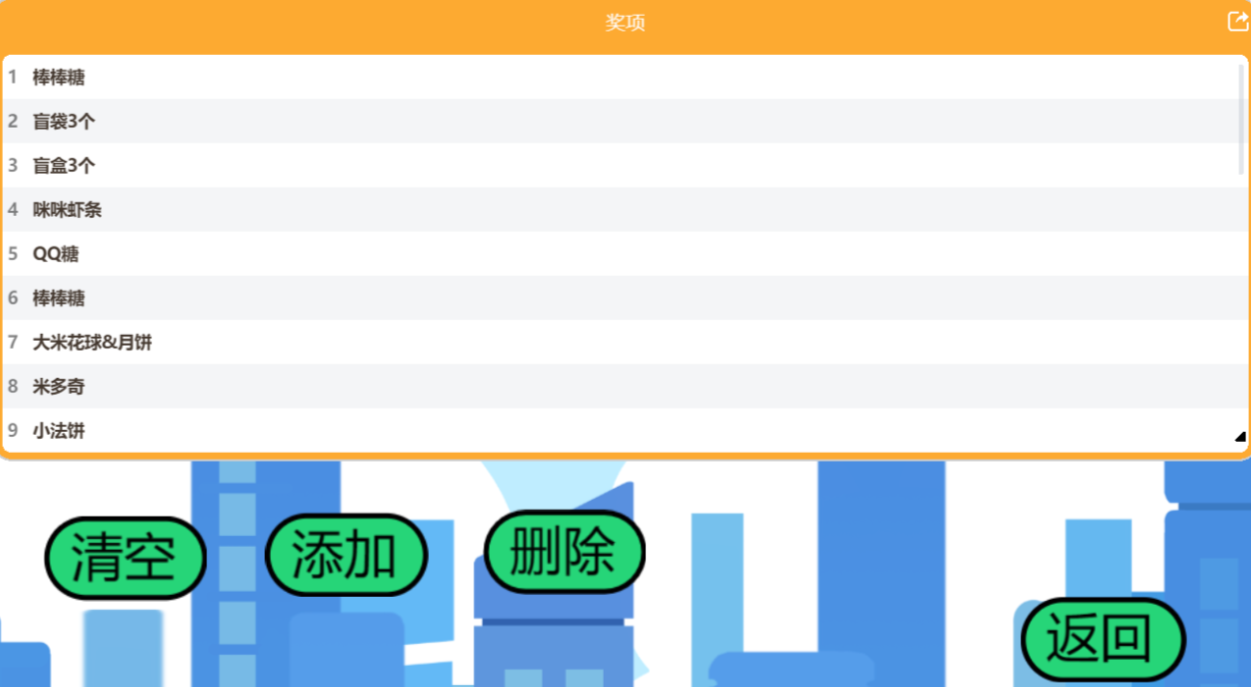 奖项
1 棒棒糖
2 盲袋3个
3 盲盒3个
4 咪咪虾条
5 QQ糖
6 棒棒糖
7 大米花球&月饼
8 米多奇
9 小法饼
清空 添加 删除
返回